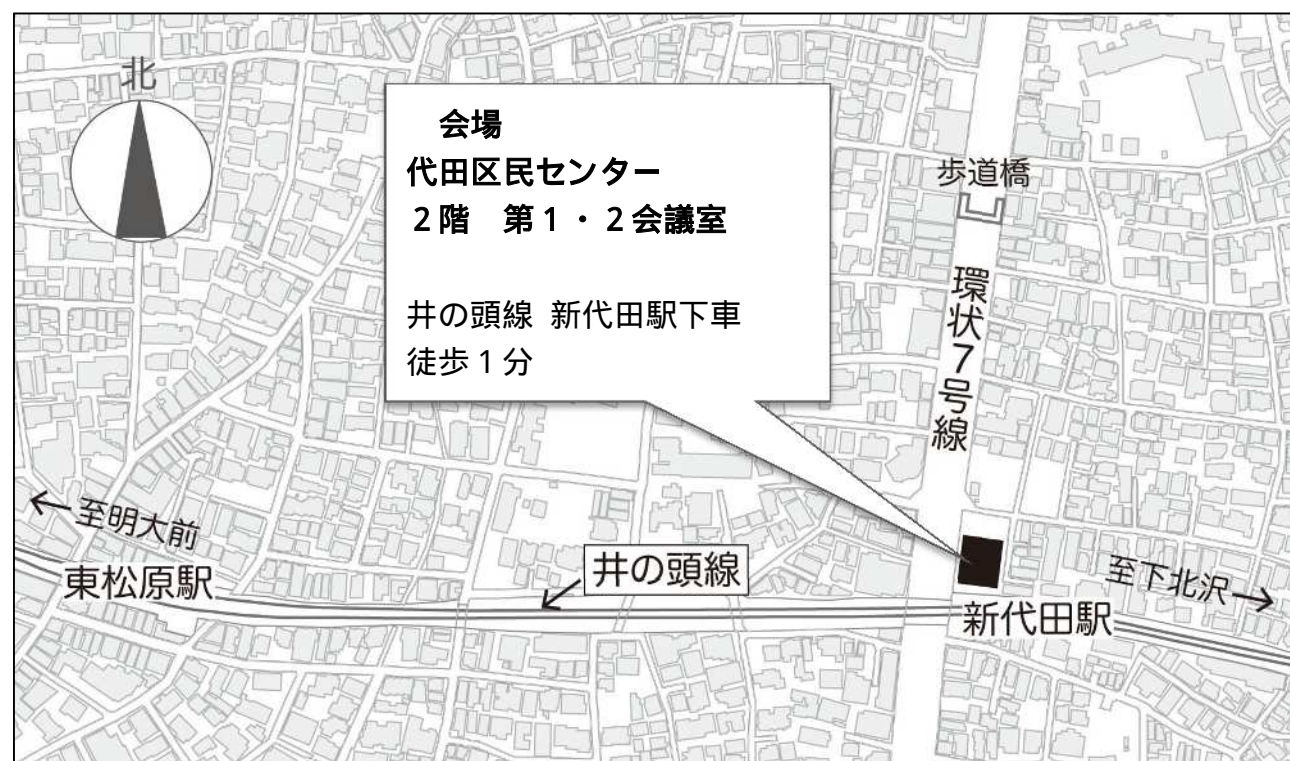 北
会場
代田区民センター
２階　第１・２会議室
井の頭線 新代田駅下車
徒歩１分
歩道橋
環状7号線
←至明大前
東松原駅
井の頭線
至下北沢→
新代田駅